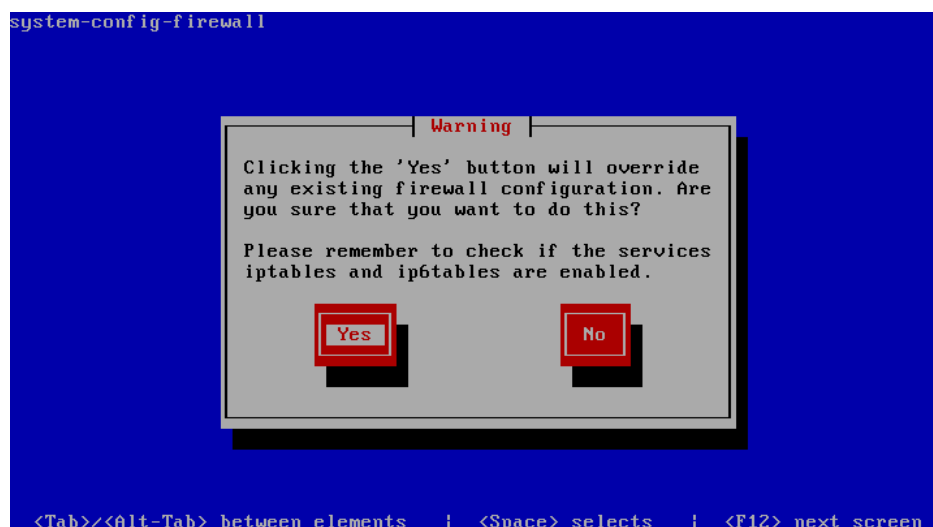 system-config-firewall
Warning
Clicking the 'Yes' button will override
any existing firewall configuration. Are
you sure that you want to do this?
Please remember to check if the services
iptables and ip6tables are enabled.
Yes No
<Tab>/<Alt-Tab> between elements | <Space> selects | <F12> next screen